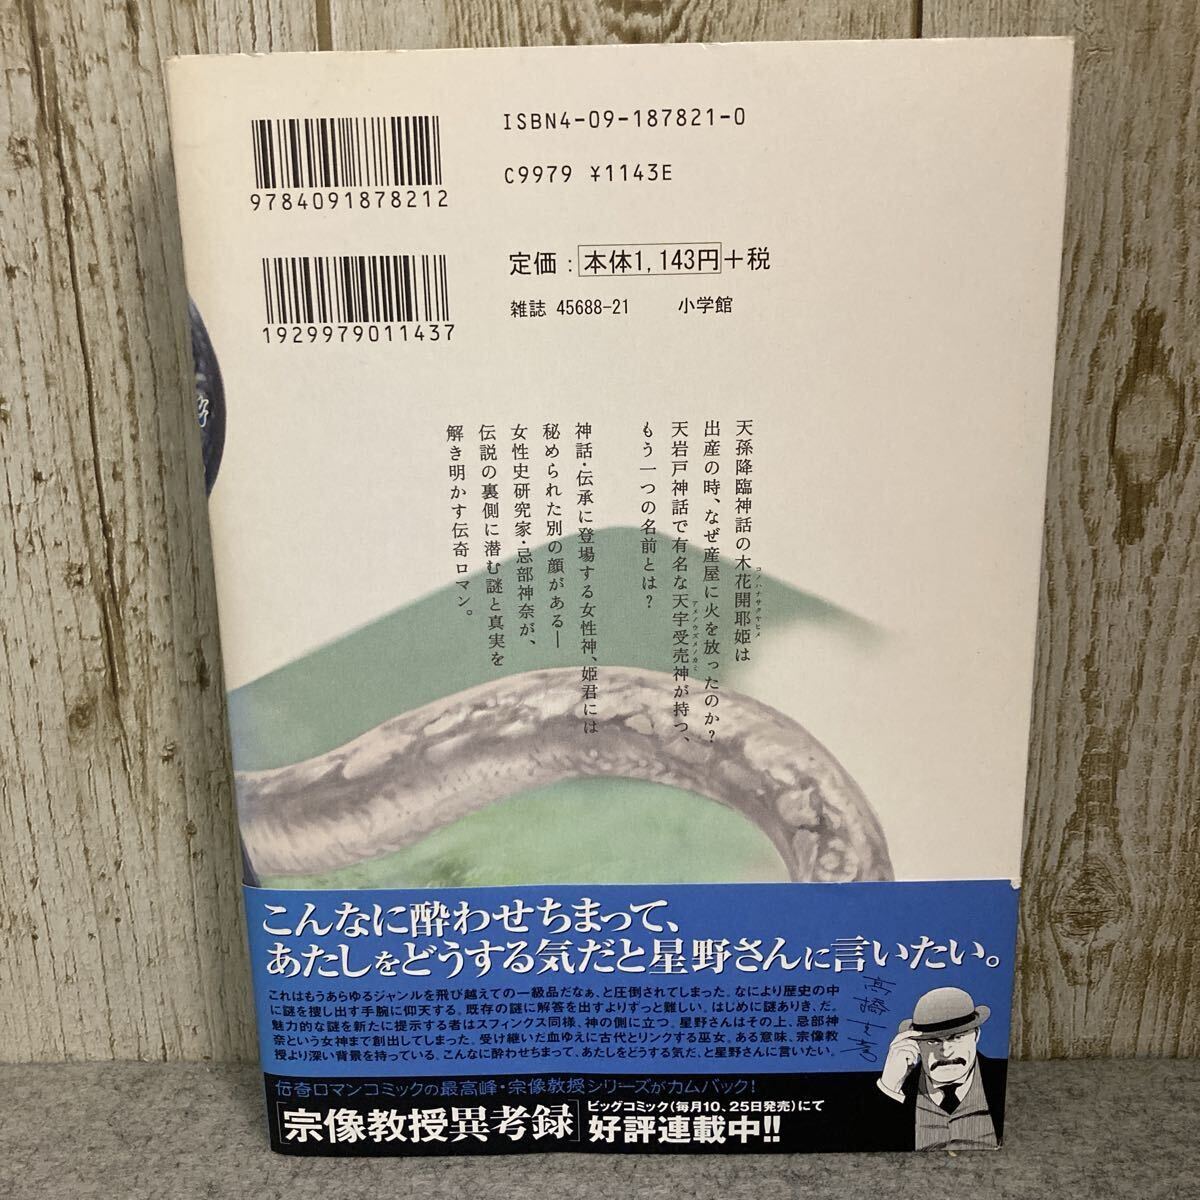 ISBN4-09-187821-0
9784091878212
C9979 ¥1143E
定価：本体1,143円+税
1929979011437
雑誌 45688-21 小学館
天孫降臨神話の木花開耶姫は
コノハナサクヤヒメ
出産の時、なぜ産屋に火を放ったのか？
天岩戸神話で有名な天宇受売神が持つ、
アメノウズメノカミ
もう一つの名前とは？
神話・伝承に登場する女性神、姫君には
秘められた別の顔がある―
女性史研究家・忌部神奈が、
伝説の裏側に潜む謎と真実を
解き明かす伝奇ロマン。
こんなに酔わせちまって、
あたしをどうする気だと星野さんに言いたい。
これはもうあらゆるジャンルを飛び越えての一級品だなぁ、と圧倒されてしまった。なにより歴史の中
に謎を捜し出す手腕に仰天する。既存の謎に解答を出すよりずっと難しい。はじめに謎ありき、だ。
魅力的な謎を新たに提示する者はスフィンクス同様、神の側に立つ。星野さんはその上、忌部神
奈という女神まで創出してしまった。受け継いだ血ゆえに古代とリンクする巫女。ある意味、宗像教
授より深い背景を持っている。こんなに酔わせちまって、あたしをどうする気だ、と星野さんに言いたい。
高橋克彦
伝奇ロマンコミックの最高峰・宗像教授シリーズがカムバック！
［宗像教授異考録］
ビッグコミック（毎月10、25日発売）にて
好評連載中!!